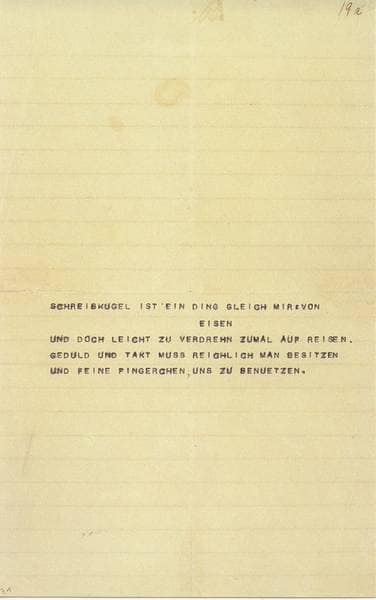 19a
SCHREIBKUGEL IST EIN DING GLEICH MIR: VON
EISEN
UND DOCH LEICHT ZU VERDREHN ZUMAL AUF REISEN.
GEDULD UND TAKT MUSS REICHLICH MAN BESITZEN
UND FEINE FINGERCHEN, UNS ZU BENUETZEN.